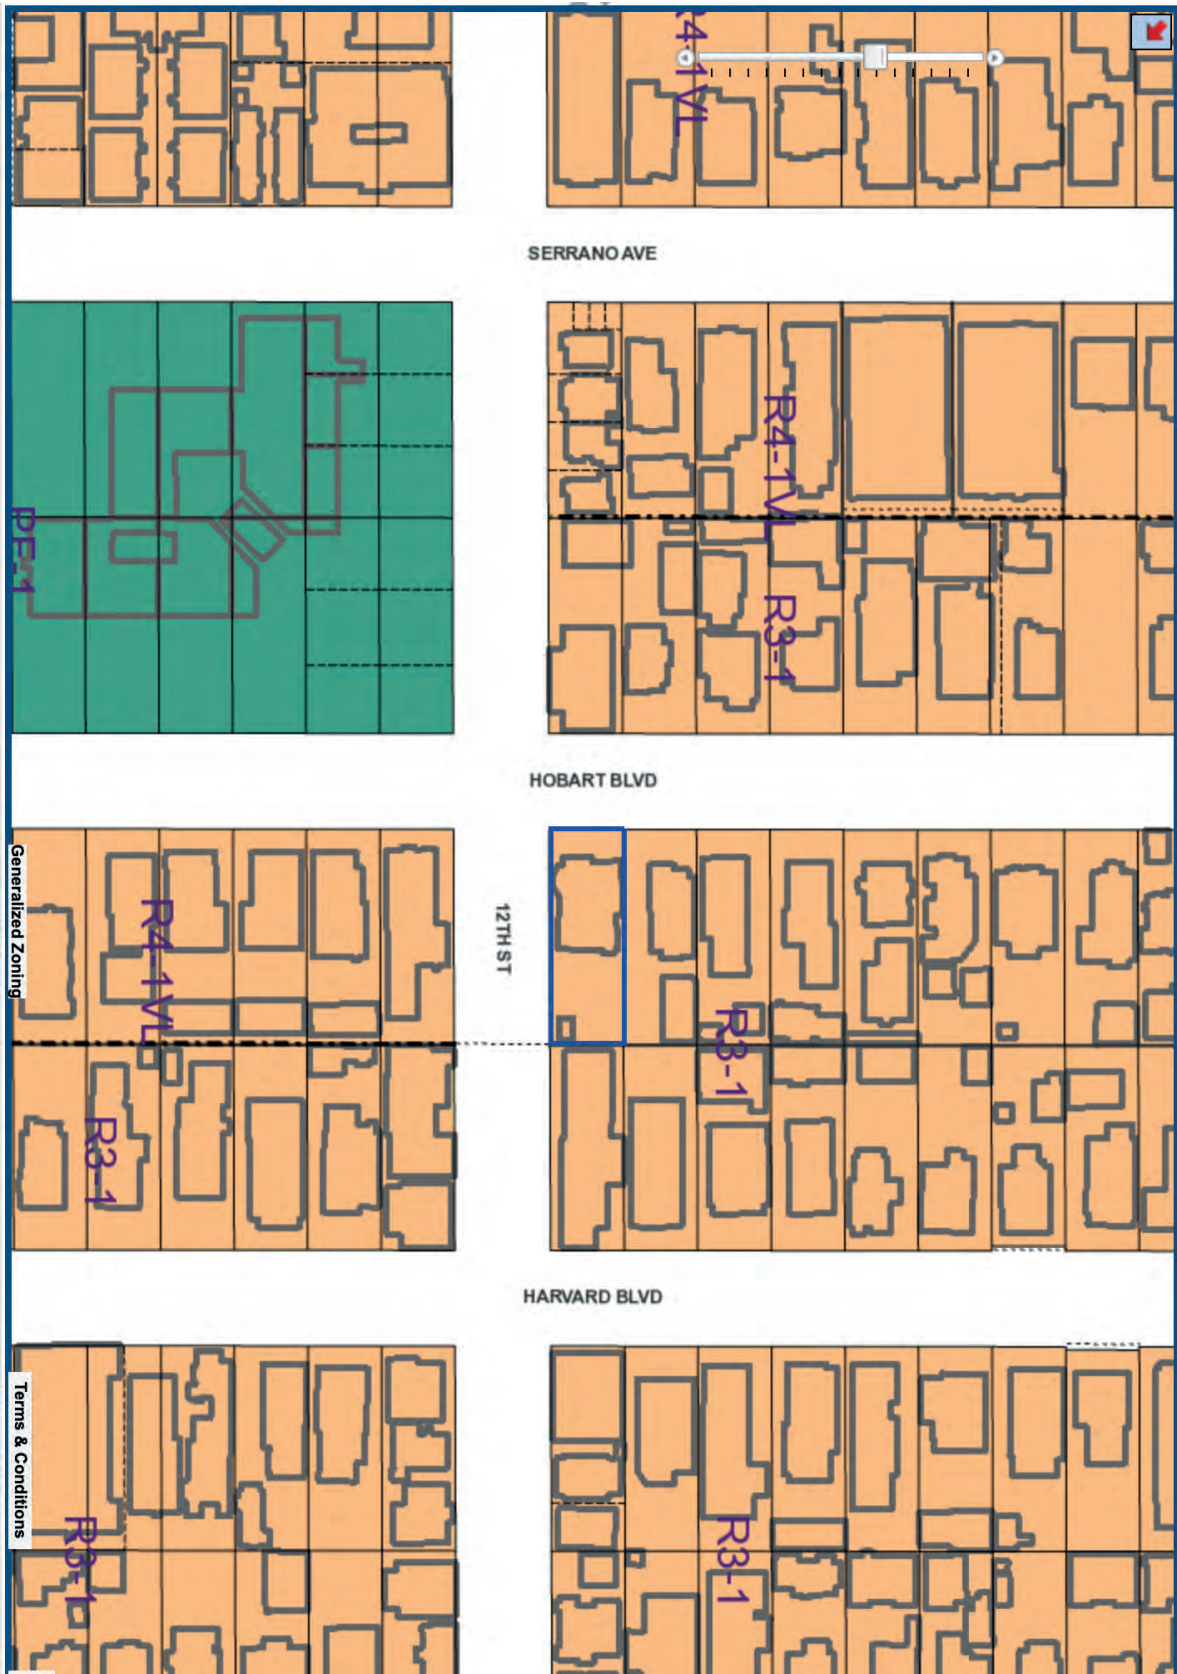 R4-1VL
SERRANO AVE
R4-1VL
PF-1
R3-1
HOBART BLVD
Generalized Zoning
R4-1VL
12TH ST
R3-1
R3-1
HARVARD BLVD
Terms & Conditions
R3-1
R3-1